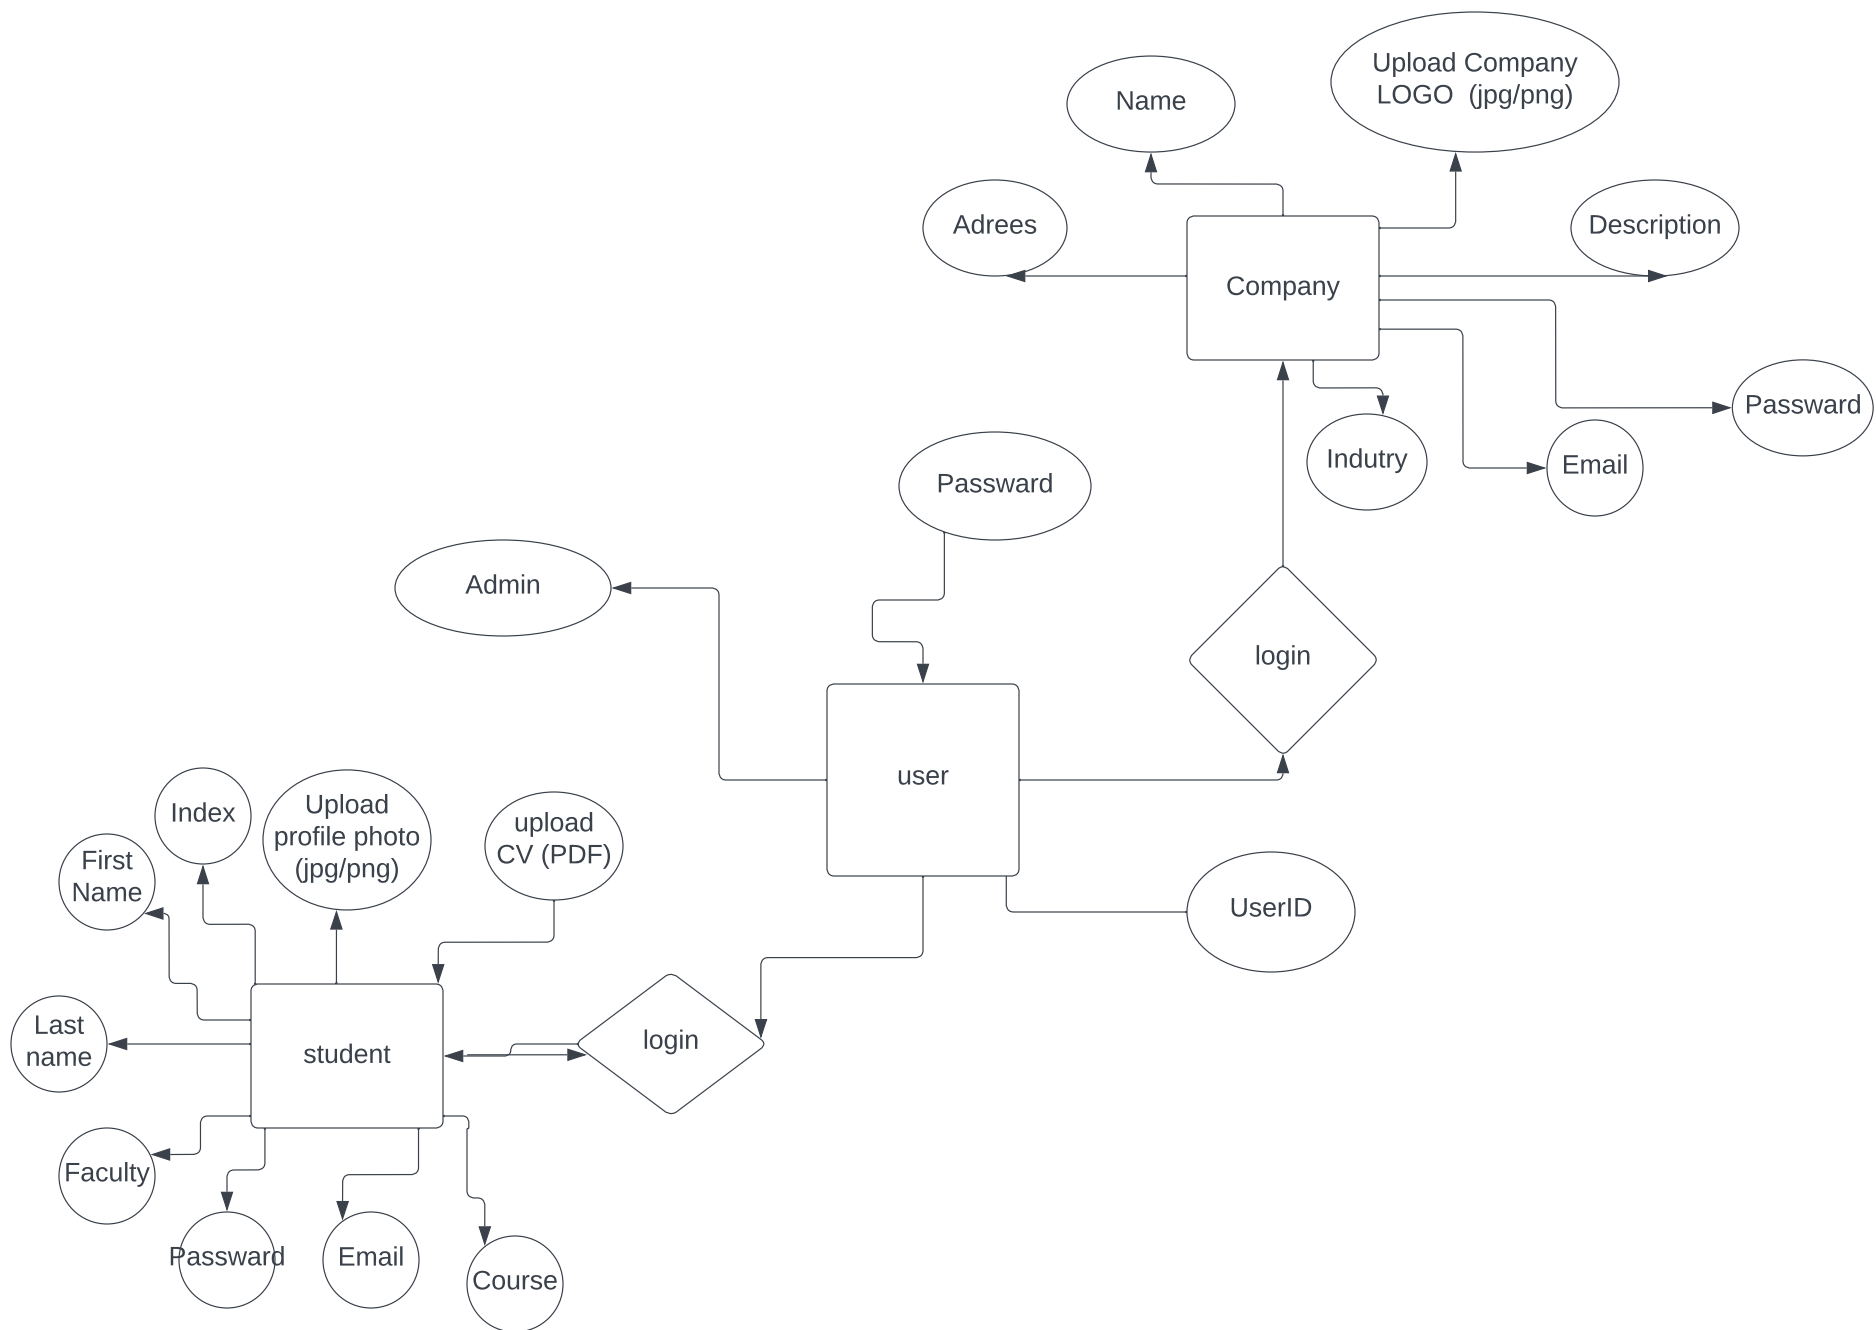 Upload Company
LOGO (jpg/png)
Name
Adrees
Description
Company
Passward
Indutry
Email
Passward
Admin
login
user
Index
Upload
profile photo
(jpg/png)
upload
CV (PDF)
First
Name
UserID
Last
name
student
login
Faculty
Passward
Email
Course